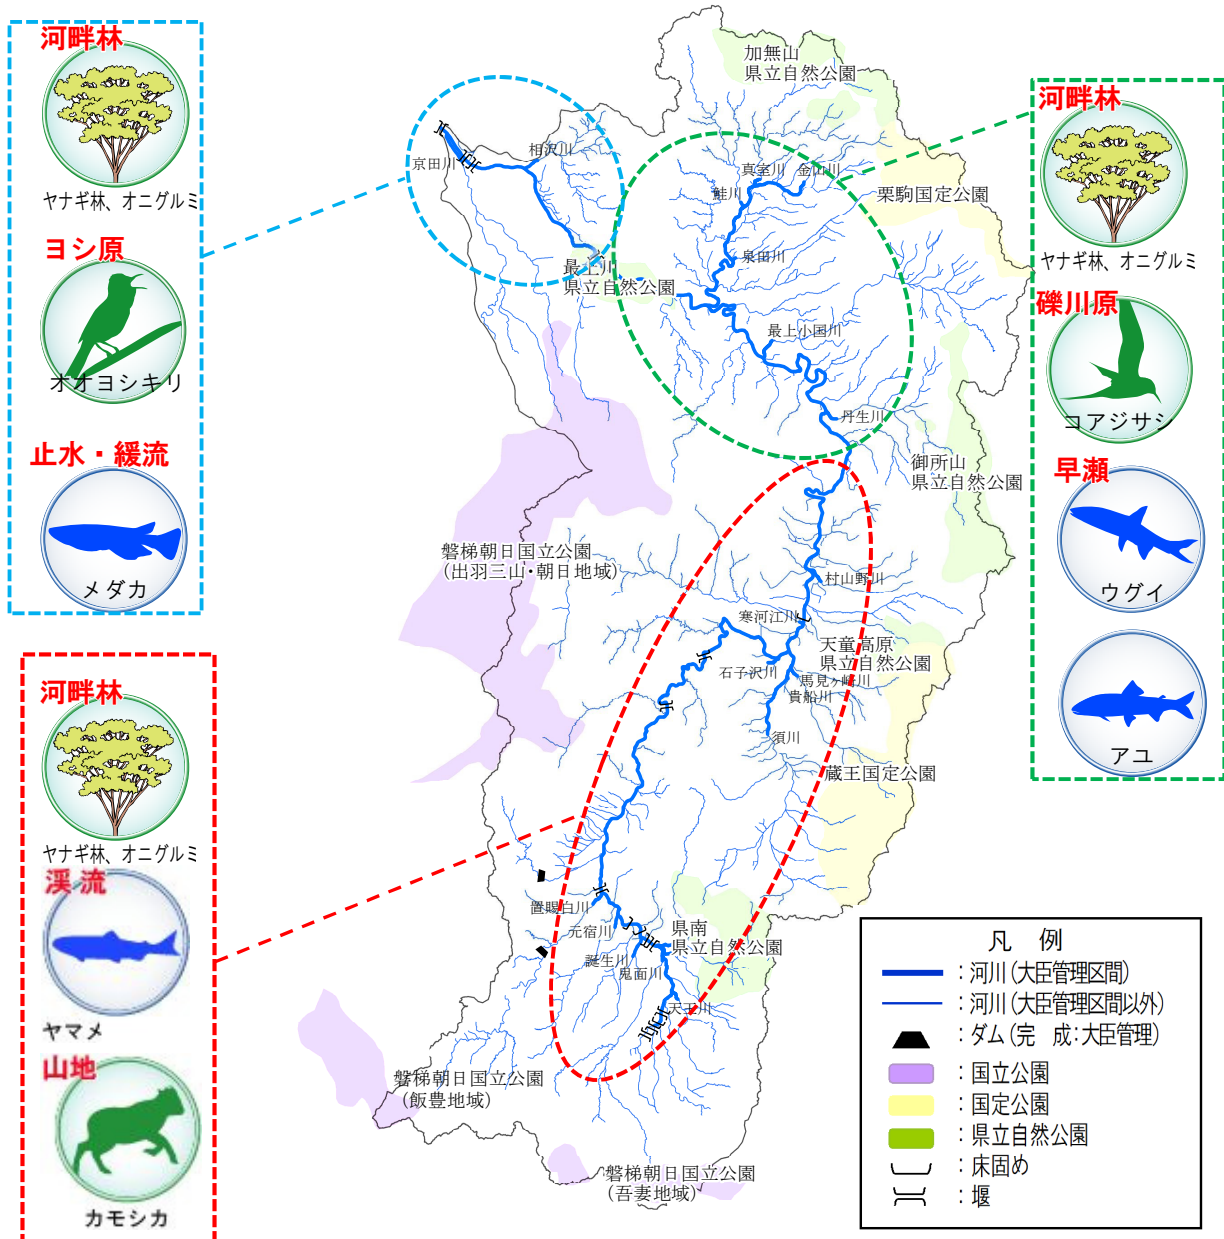 河畔林
ヤナギ林、オニグルミ
ヨシ原
オオヨシキリ
止水・緩流
メダカ
河畔林
ヤナギ林、オニグルミ
渓流
ヤマメ
山地
カモシカ
加無山
県立自然公園
京田川
相沢川
最上川
県立自然公園
真室川
金山川
鮭川
栗駒国定公園
泉田川
最上小国川
丹生川
御所山
県立自然公園
磐梯朝日国立公園
(出羽三山・朝日地域)
村山野川
寒河江川
天童高原
県立自然公園
石子沢川
馬見ヶ崎川
貴船川
須川
蔵王国定公園
置賜白川
元宿川
県南
県立自然公園
誕生川
鬼面川
天王川
磐梯朝日国立公園
(飯豊地域)
磐梯朝日国立公園
(吾妻地域)
河畔林
ヤナギ林、オニグルミ
礫川原
コアジサシ
早瀬
ウグイ
アユ
凡 例
：河川(大臣管理区間)
：河川(大臣管理区間以外)
：ダム(完 成:大臣管理)
：国立公園
：国定公園
：県立自然公園
：床固め
：堰